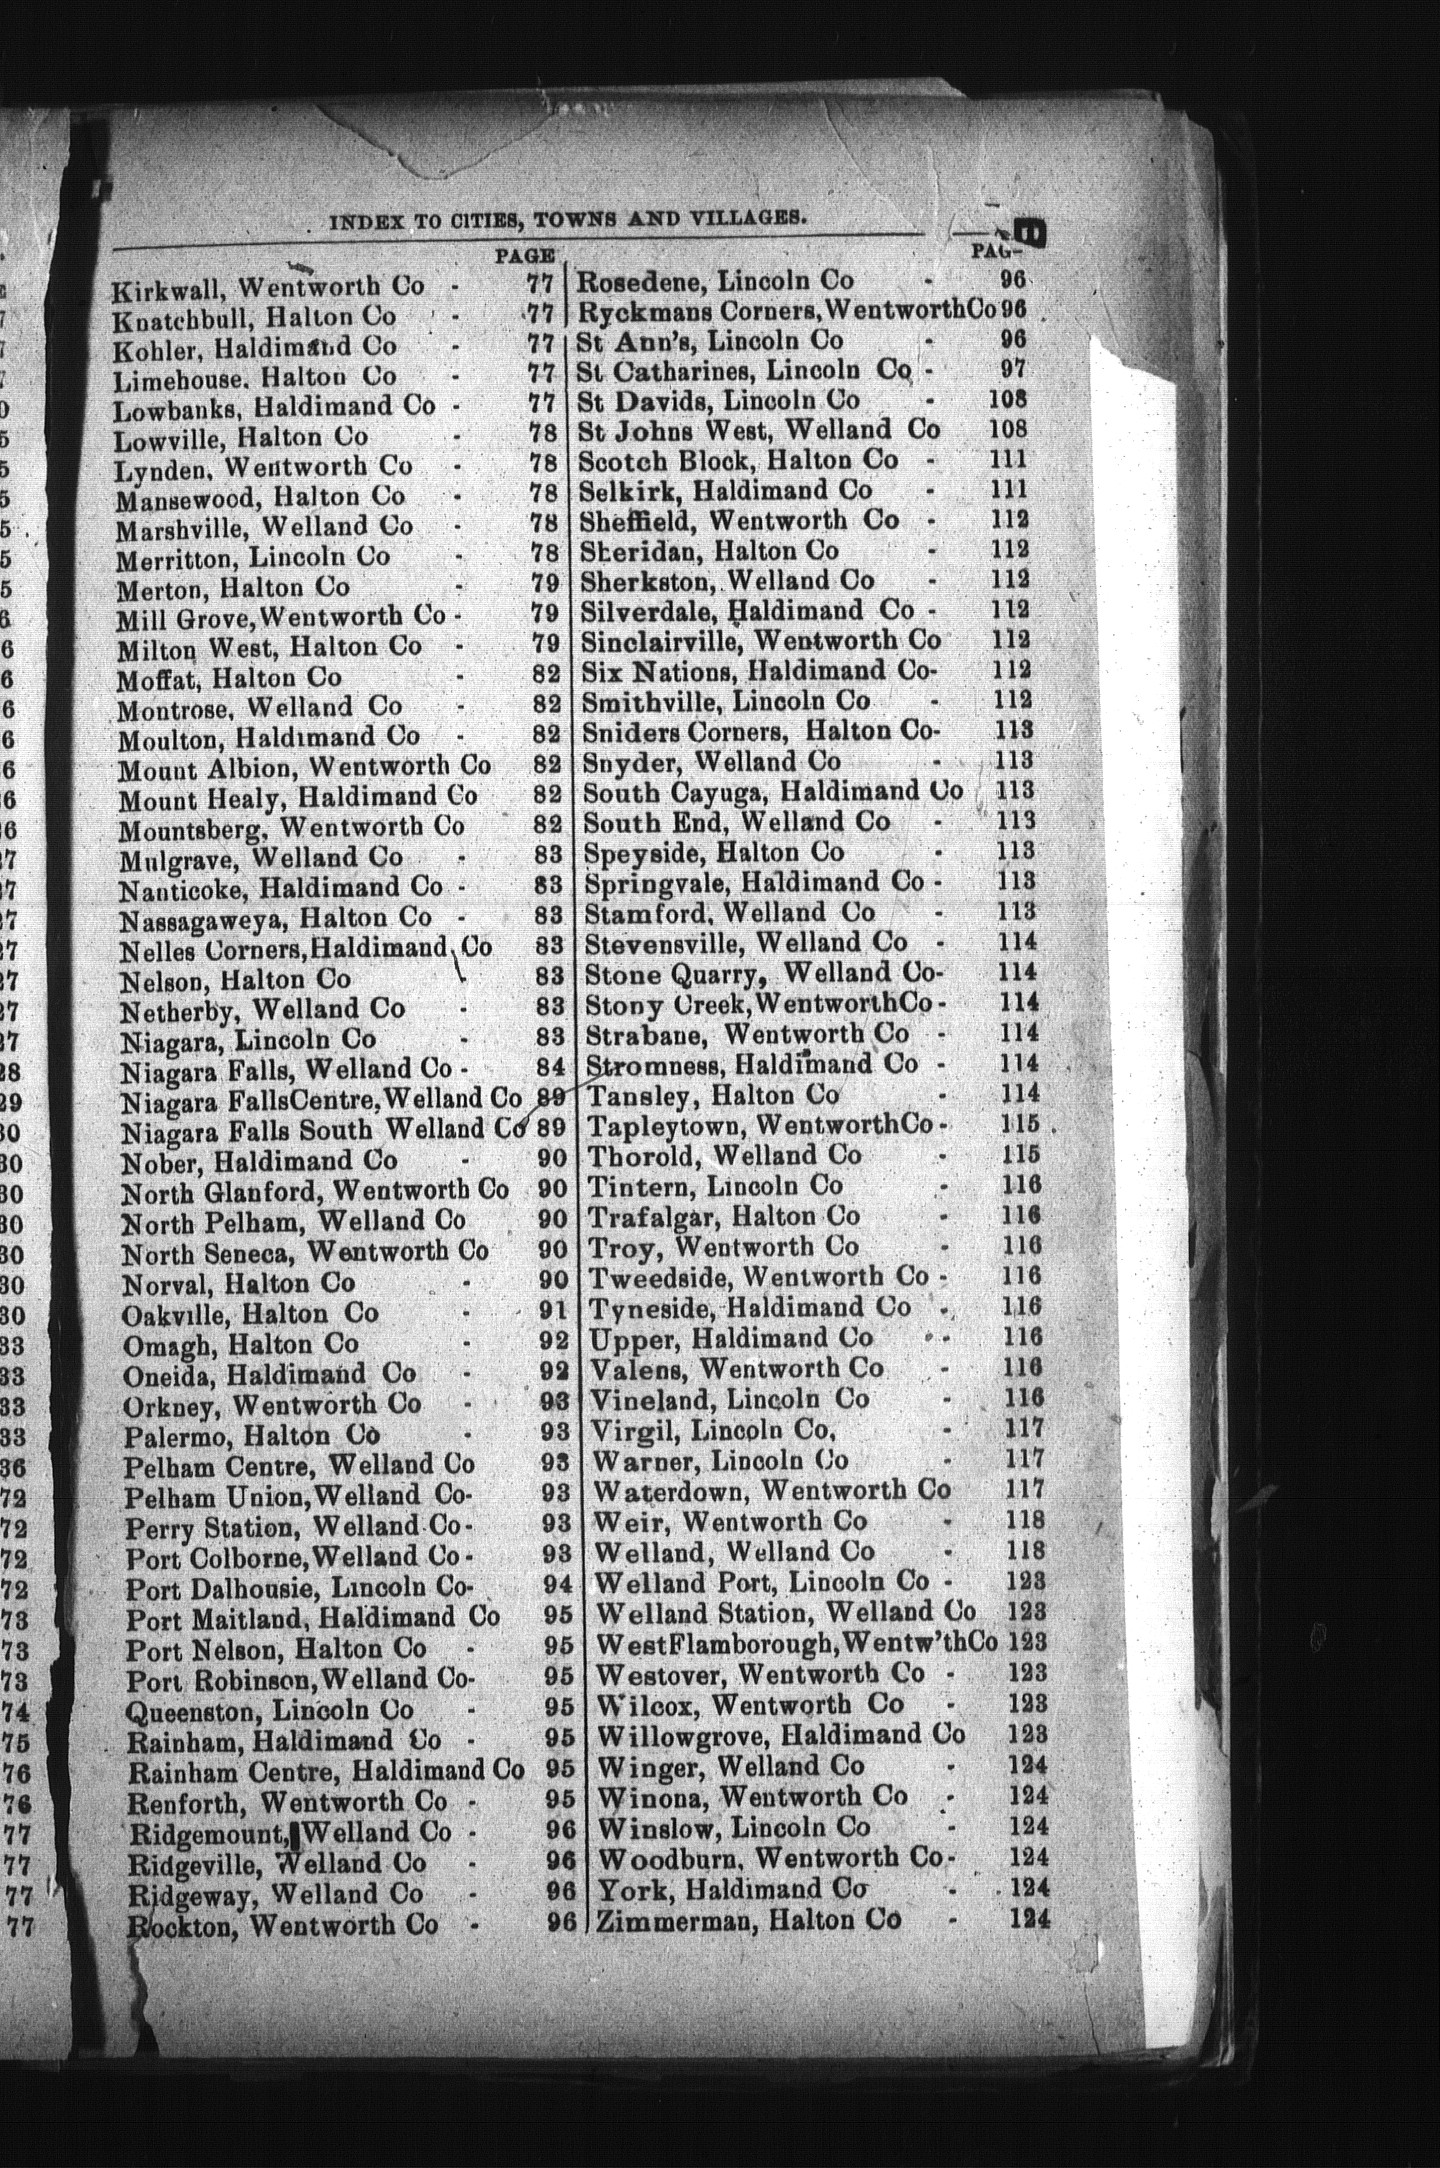 INDEX TO CITIES, TOWNS AND VILLAGES.
PAGE
Kirkwall, Wentworth Co - 77
Knatchbull, Halton Co - 77
Kohler, Haldimand Co - 77
Limehouse. Halton Co - 77
Lowbanks, Haldimand Co - 77
Lowville, Halton Co - 78
Lynden, Wentworth Co - 78
Mansewood, Halton Co - 78
Marshville, Welland Co - 78
Merritton, Lincoln Co - 78
Merton, Halton Co - 79
Mill Grove, Wentworth Co - 79
Milton West, Halton Co - 79
Moffat, Halton Co - 82
Montrose, Welland Co - 82
Moulton, Haldimand Co - 82
Mount Albion, Wentworth Co 82
Mount Healy, Haldimand Co 82
Mountsberg, Wentworth Co 82
Mulgrave, Welland Co - 83
Nanticoke, Haldimand Co - 83
Nassagaweya, Halton Co - 83
Nelles Corners, Haldimand Co 83
Nelson, Halton Co 83
Netherby, Welland Co - 83
Niagara, Lincoln Co - 83
Niagara Falls, Welland Co - 84
Niagara FallsCentre, Welland Co 89
Niagara Falls South Welland Co 89
Nober, Haldimand Co - 90
North Glanford, Wentworth Co 90
North Pelham, Welland Co 90
North Seneca, Wentworth Co 90
Norval, Halton Co - 90
Oakville, Halton Co - 91
Omagh, Halton Co - 92
Oneida, Haldimand Co - 92
Orkney, Wentworth Co - 93
Palermo, Halton Co - 93
Pelham Centre, Welland Co 93
Pelham Union, Welland Co- 93
Perry Station, Welland Co- 93
Port Colborne, Welland Co- 93
Port Dalhousie, Lincoln Co- 94
Port Maitland, Haldimand Co 95
Port Nelson, Halton Co - 95
Port Robinson, Welland Co- 95
Queenston, Lincoln Co - 95
Rainham, Haldimand Co - 95
Rainham Centre, Haldimand Co 95
Renforth, Wentworth Co - 95
Ridgemount, Welland Co - 96
Ridgeville, Welland Co - 96
Ridgeway, Welland Co - 96
Rockton, Wentworth Co - 96
Rosedene, Lincoln Co - 96
Ryckmans Corners, WentworthCo 96
St Ann's, Lincoln Co - 96
St Catharines, Lincoln Co - 97
St Davids, Lincoln Co - 108
St Johns West, Welland Co 108
Scotch Block, Halton Co - 111
Selkirk, Haldimand Co - 111
Sheffield, Wentworth Co - 112
Sheridan, Halton Co - 112
Sherkston, Welland Co - 112
Silverdale, Haldimand Co - 112
Sinclairville, Wentworth Co 112
Six Nations, Haldimand Co- 112
Smithville, Lincoln Co - 112
Sniders Corners, Halton Co- 113
Snyder, Welland Co - 113
South Cayuga, Haldimand Co 113
South End, Welland Co - 113
Speyside, Halton Co - 113
Springvale, Haldimand Co - 113
Stamford, Welland Co - 113
Stevensville, Welland Co - 114
Stone Quarry, Welland Co- 114
Stony Creek, WentworthCo - 114
Strabane, Wentworth Co - 114
Stromness, Haldimand Co - 114
Tansley, Halton Co - 114
Tapleytown, WentworthCo - 115
Thorold, Welland Co - 115
Tintern, Lincoln Co - 116
Trafalgar, Halton Co - 116
Troy, Wentworth Co - 116
Tweedside, Wentworth Co - 116
Tyneside, Haldimand Co - 116
Upper, Haldimand Co - 116
Valens, Wentworth Co - 116
Vineland, Lincoln Co - 116
Virgil, Lincoln Co, - 117
Warner, Lincoln Co - 117
Waterdown, Wentworth Co 117
Weir, Wentworth Co - 118
Welland, Welland Co - 118
Welland Port, Lincoln Co - 123
Welland Station, Welland Co 123
WestFlamborough, Wentw'thCo 123
Westover, Wentworth Co - 123
Wilcox, Wentworth Co - 123
Willowgrove, Haldimand Co 123
Winger, Welland Co - 124
Winona, Wentworth Co - 124
Winslow, Lincoln Co - 124
Woodburn, Wentworth Co- 124
York, Haldimand Co - 124
Zimmerman, Halton Co - 124